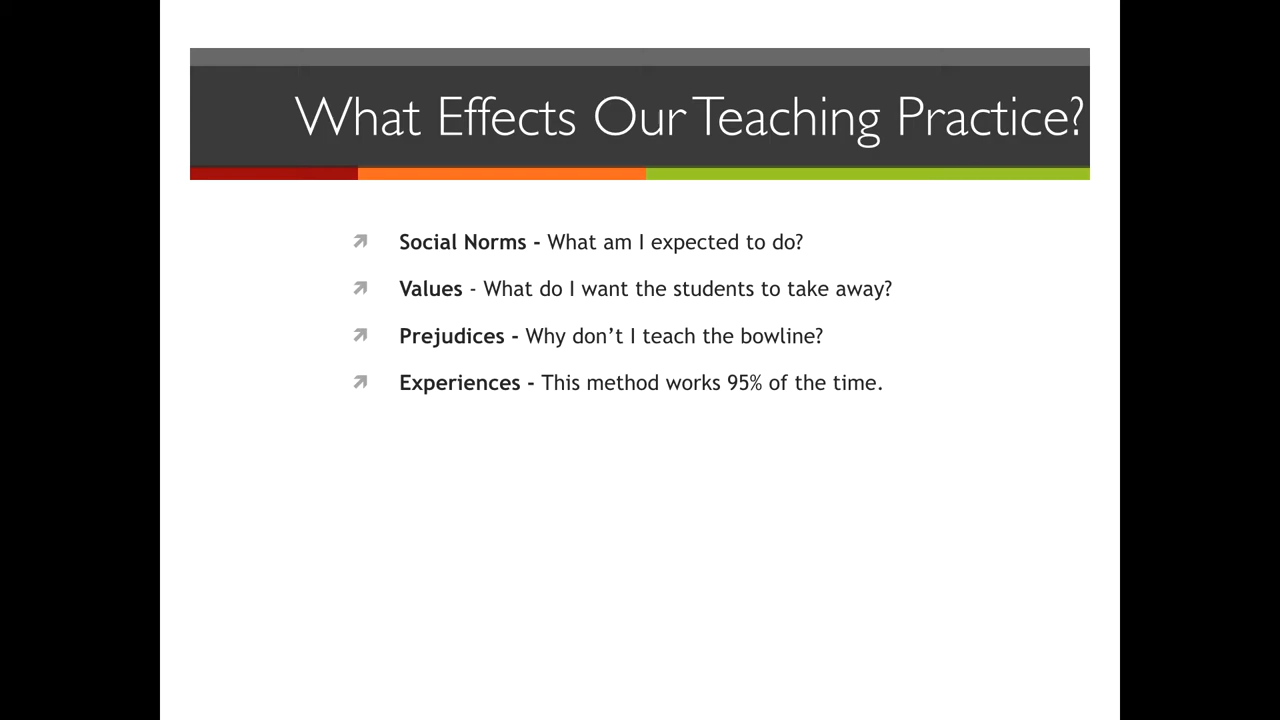 What Effects Our Teaching Practice?
Social Norms - What am I expected to do?
Values - What do I want the students to take away?
Prejudices - Why don’t I teach the bowline?
Experiences - This method works 95% of the time.